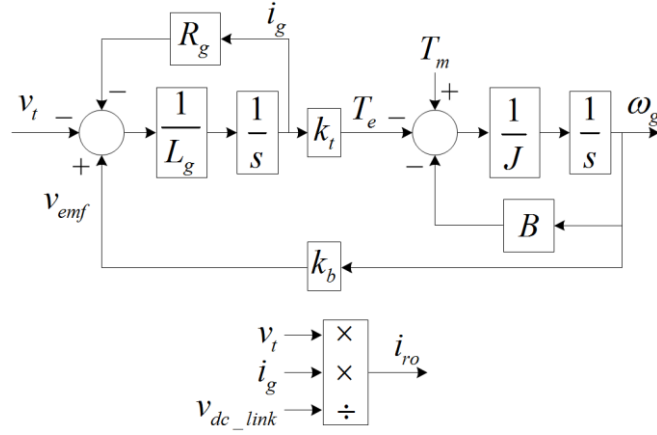 i_g
R_g
T_m
v_t
−
−
+
1/L_g
1/s
k_t
T_e
−
+
−
1/J
1/s
ω_g
v_emf
B
k_b
v_t
×
i_g
×
i_ro
v_dc_link
÷